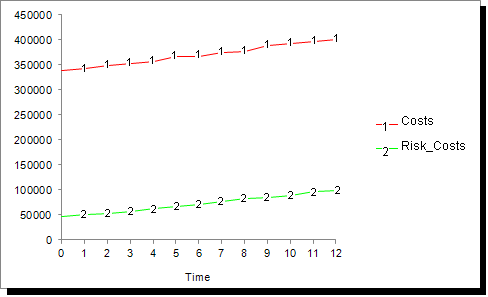 450000
400000
350000
300000
250000
200000
150000
100000
50000
0
1 1 1 1 1 1 1 1 1 1 1 1
2 2 2 2 2 2 2 2 2 2 2 2
0 1 2 3 4 5 6 7 8 9 10 11 12
Time
1 Costs
2 Risk_Costs